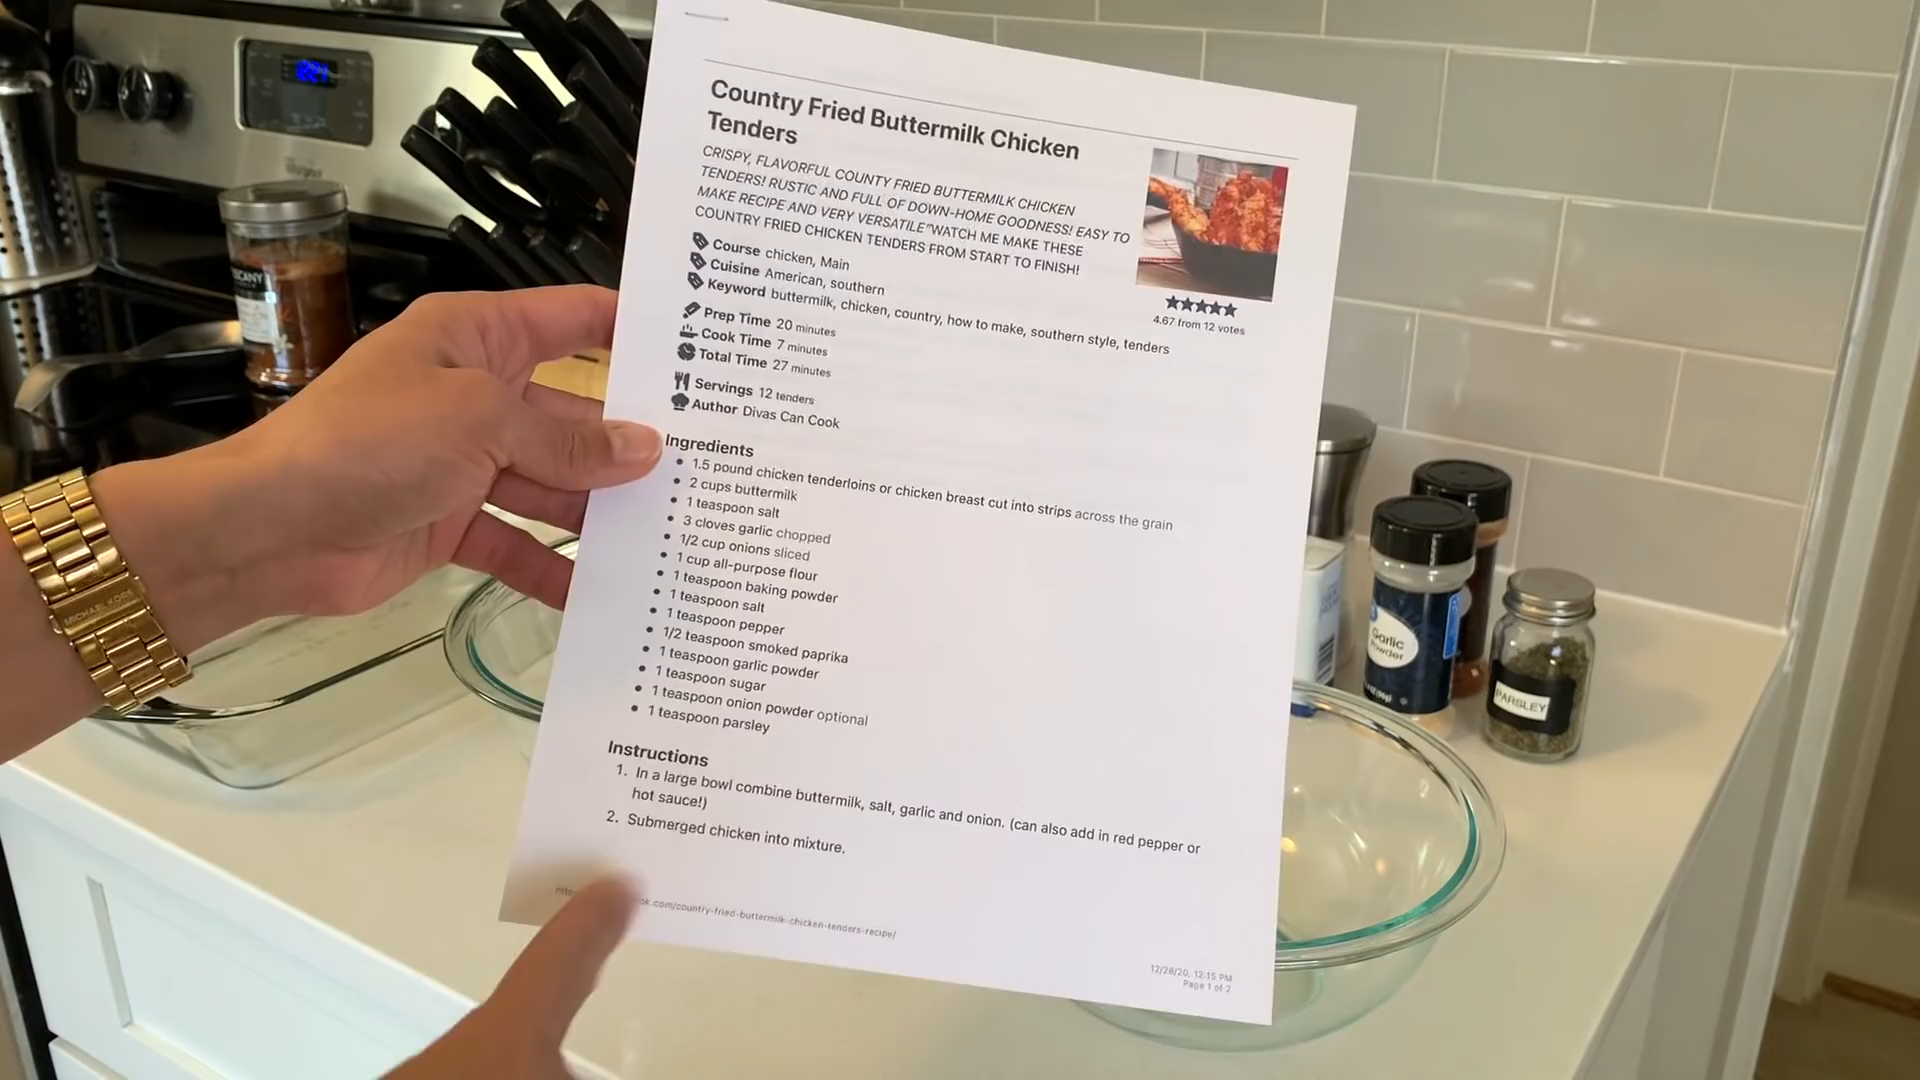 Country Fried Buttermilk Chicken
Tenders
CRISPY, FLAVORFUL COUNTY FRIED BUTTERMILK CHICKEN
TENDERS! RUSTIC AND FULL OF DOWN-HOME GOODNESS! EASY TO
MAKE RECIPE AND VERY VERSATILE"WATCH ME MAKE THESE
COUNTRY FRIED CHICKEN TENDERS FROM START TO FINISH!
Course chicken, Main
Cuisine American, southern
Keyword buttermilk, chicken, country, how to make, southern style, tenders
4.67 from 12 votes
Prep Time 20 minutes
Cook Time 7 minutes
Total Time 27 minutes
Servings 12 tenders
Author Divas Can Cook
Ingredients
• 1.5 pound chicken tenderloins or chicken breast cut into strips across the grain
• 2 cups buttermilk
• 1 teaspoon salt
• 3 cloves garlic chopped
• 1/2 cup onions sliced
• 1 cup all-purpose flour
• 1 teaspoon baking powder
• 1 teaspoon salt
• 1 teaspoon pepper
• 1/2 teaspoon smoked paprika
• 1 teaspoon garlic powder
• 1 teaspoon sugar
• 1 teaspoon onion powder optional
• 1 teaspoon parsley
Instructions
1. In a large bowl combine buttermilk, salt, garlic and onion. (can also add in red pepper or
hot sauce!)
2. Submerged chicken into mixture.
ok.com/country-fried-buttermilk-chicken-tenders-recipe/
12/28/20, 12:15 PM
Page 1 of 2
MICHAEL KORS
Garlic
Powder
PARSLEY